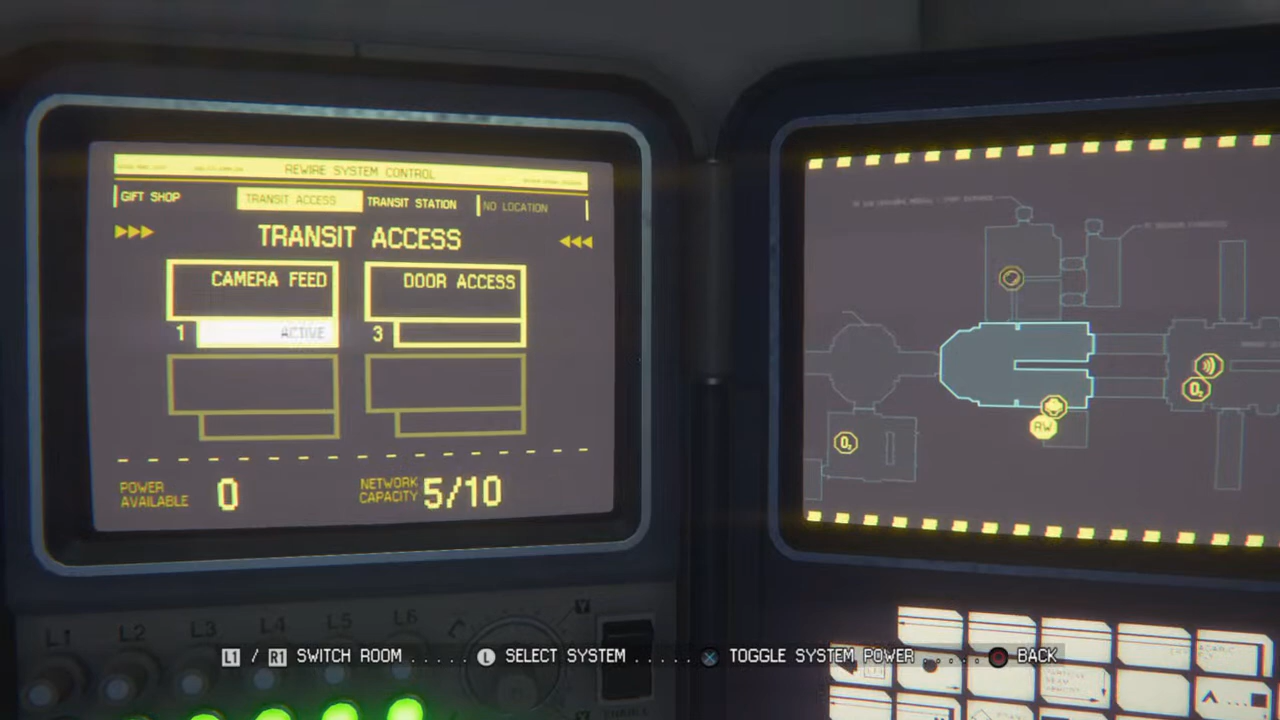 REWIRE SYSTEM CONTROL
GIFT SHOP TRANSIT ACCESS TRANSIT STATION NO LOCATION
TRANSIT ACCESS
CAMERA FEED DOOR ACCESS
1 ACTIVE 3
POWER AVAILABLE 0 NETWORK CAPACITY 5/10
O₂
O₂
RW
L1 L2 L3 L4 L5 L6
L1 / R1 SWITCH ROOM ..... L SELECT SYSTEM ..... TOGGLE SYSTEM POWER ..... BACK